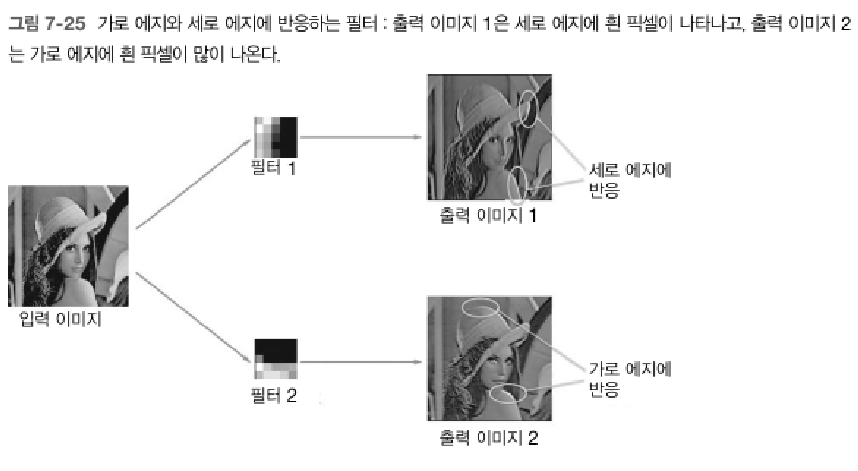 그림 7-25 가로 에지와 세로 에지에 반응하는 필터 : 출력 이미지 1은 세로 에지에 흰 픽셀이 나타나고, 출력 이미지 2
는 가로 에지에 흰 픽셀이 많이 나온다.
필터 1
세로 에지에
반응
출력 이미지 1
입력 이미지
가로 에지에
반응
필터 2
출력 이미지 2